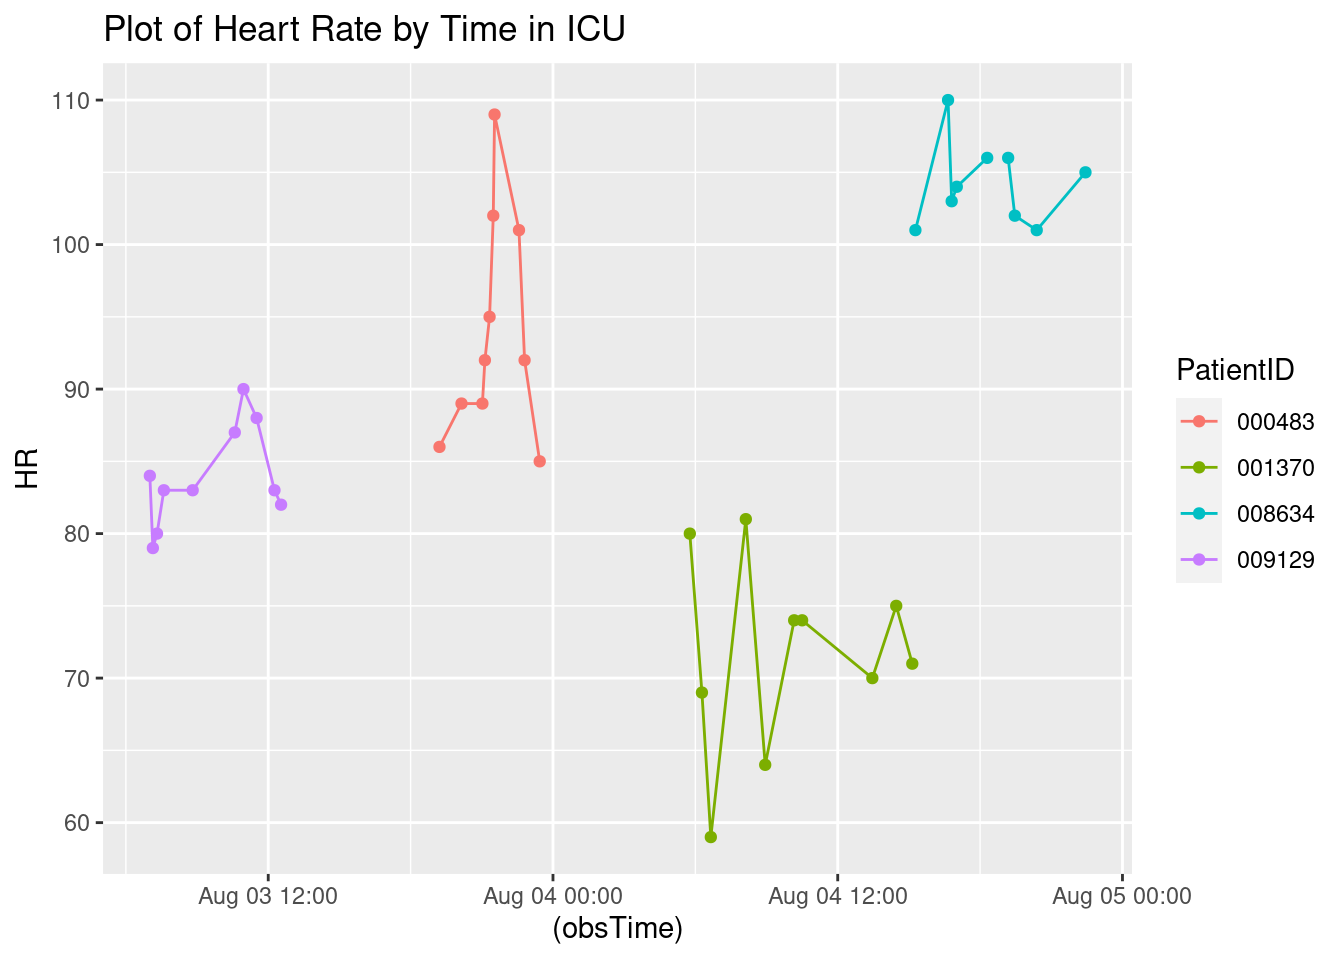 Plot of Heart Rate by Time in ICU
110
100
90
80
70
60
HR
Aug 03 12:00 Aug 04 00:00 Aug 04 12:00 Aug 05 00:00
(obsTime)
PatientID
000483
001370
008634
009129